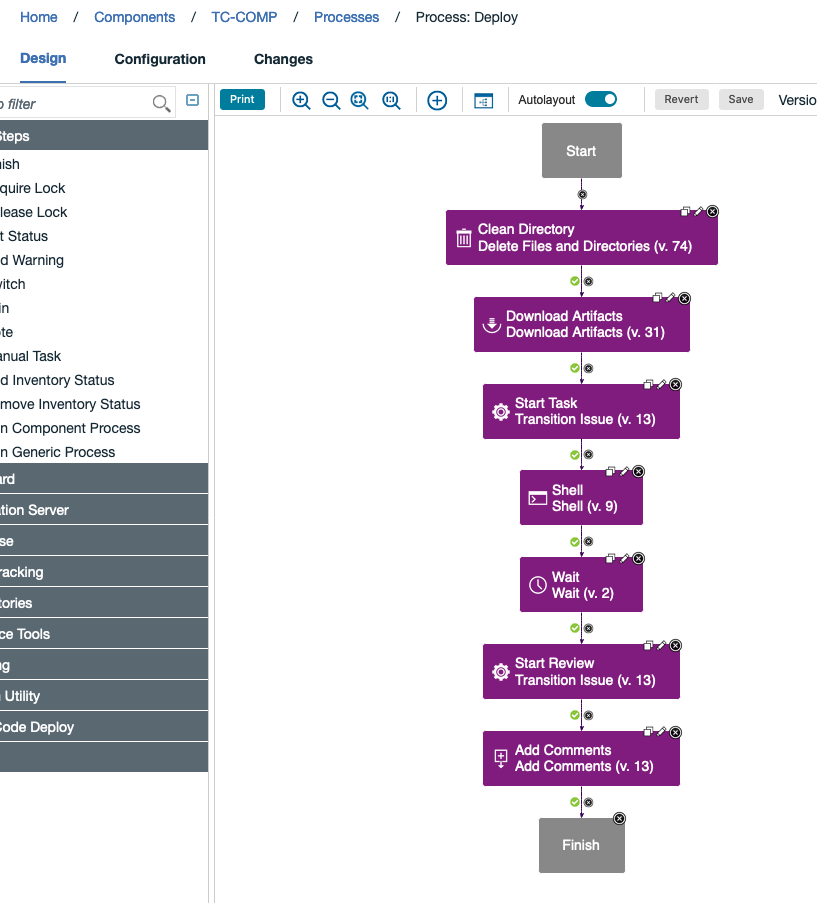 Home / Components / TC-COMP / Processes / Process: Deploy
Design Configuration Changes
filter
Print
Autolayout
Revert
Save
Versio
Steps
ish
quire Lock
lease Lock
t Status
d Warning
itch
in
te
anual Task
d Inventory Status
move Inventory Status
n Component Process
n Generic Process
ard
ation Server
se
racking
tories
ce Tools
g
Utility
Code Deploy
Start
Clean Directory
Delete Files and Directories (v. 74)
Download Artifacts
Download Artifacts (v. 31)
Start Task
Transition Issue (v. 13)
Shell
Shell (v. 9)
Wait
Wait (v. 2)
Start Review
Transition Issue (v. 13)
Add Comments
Add Comments (v. 13)
Finish